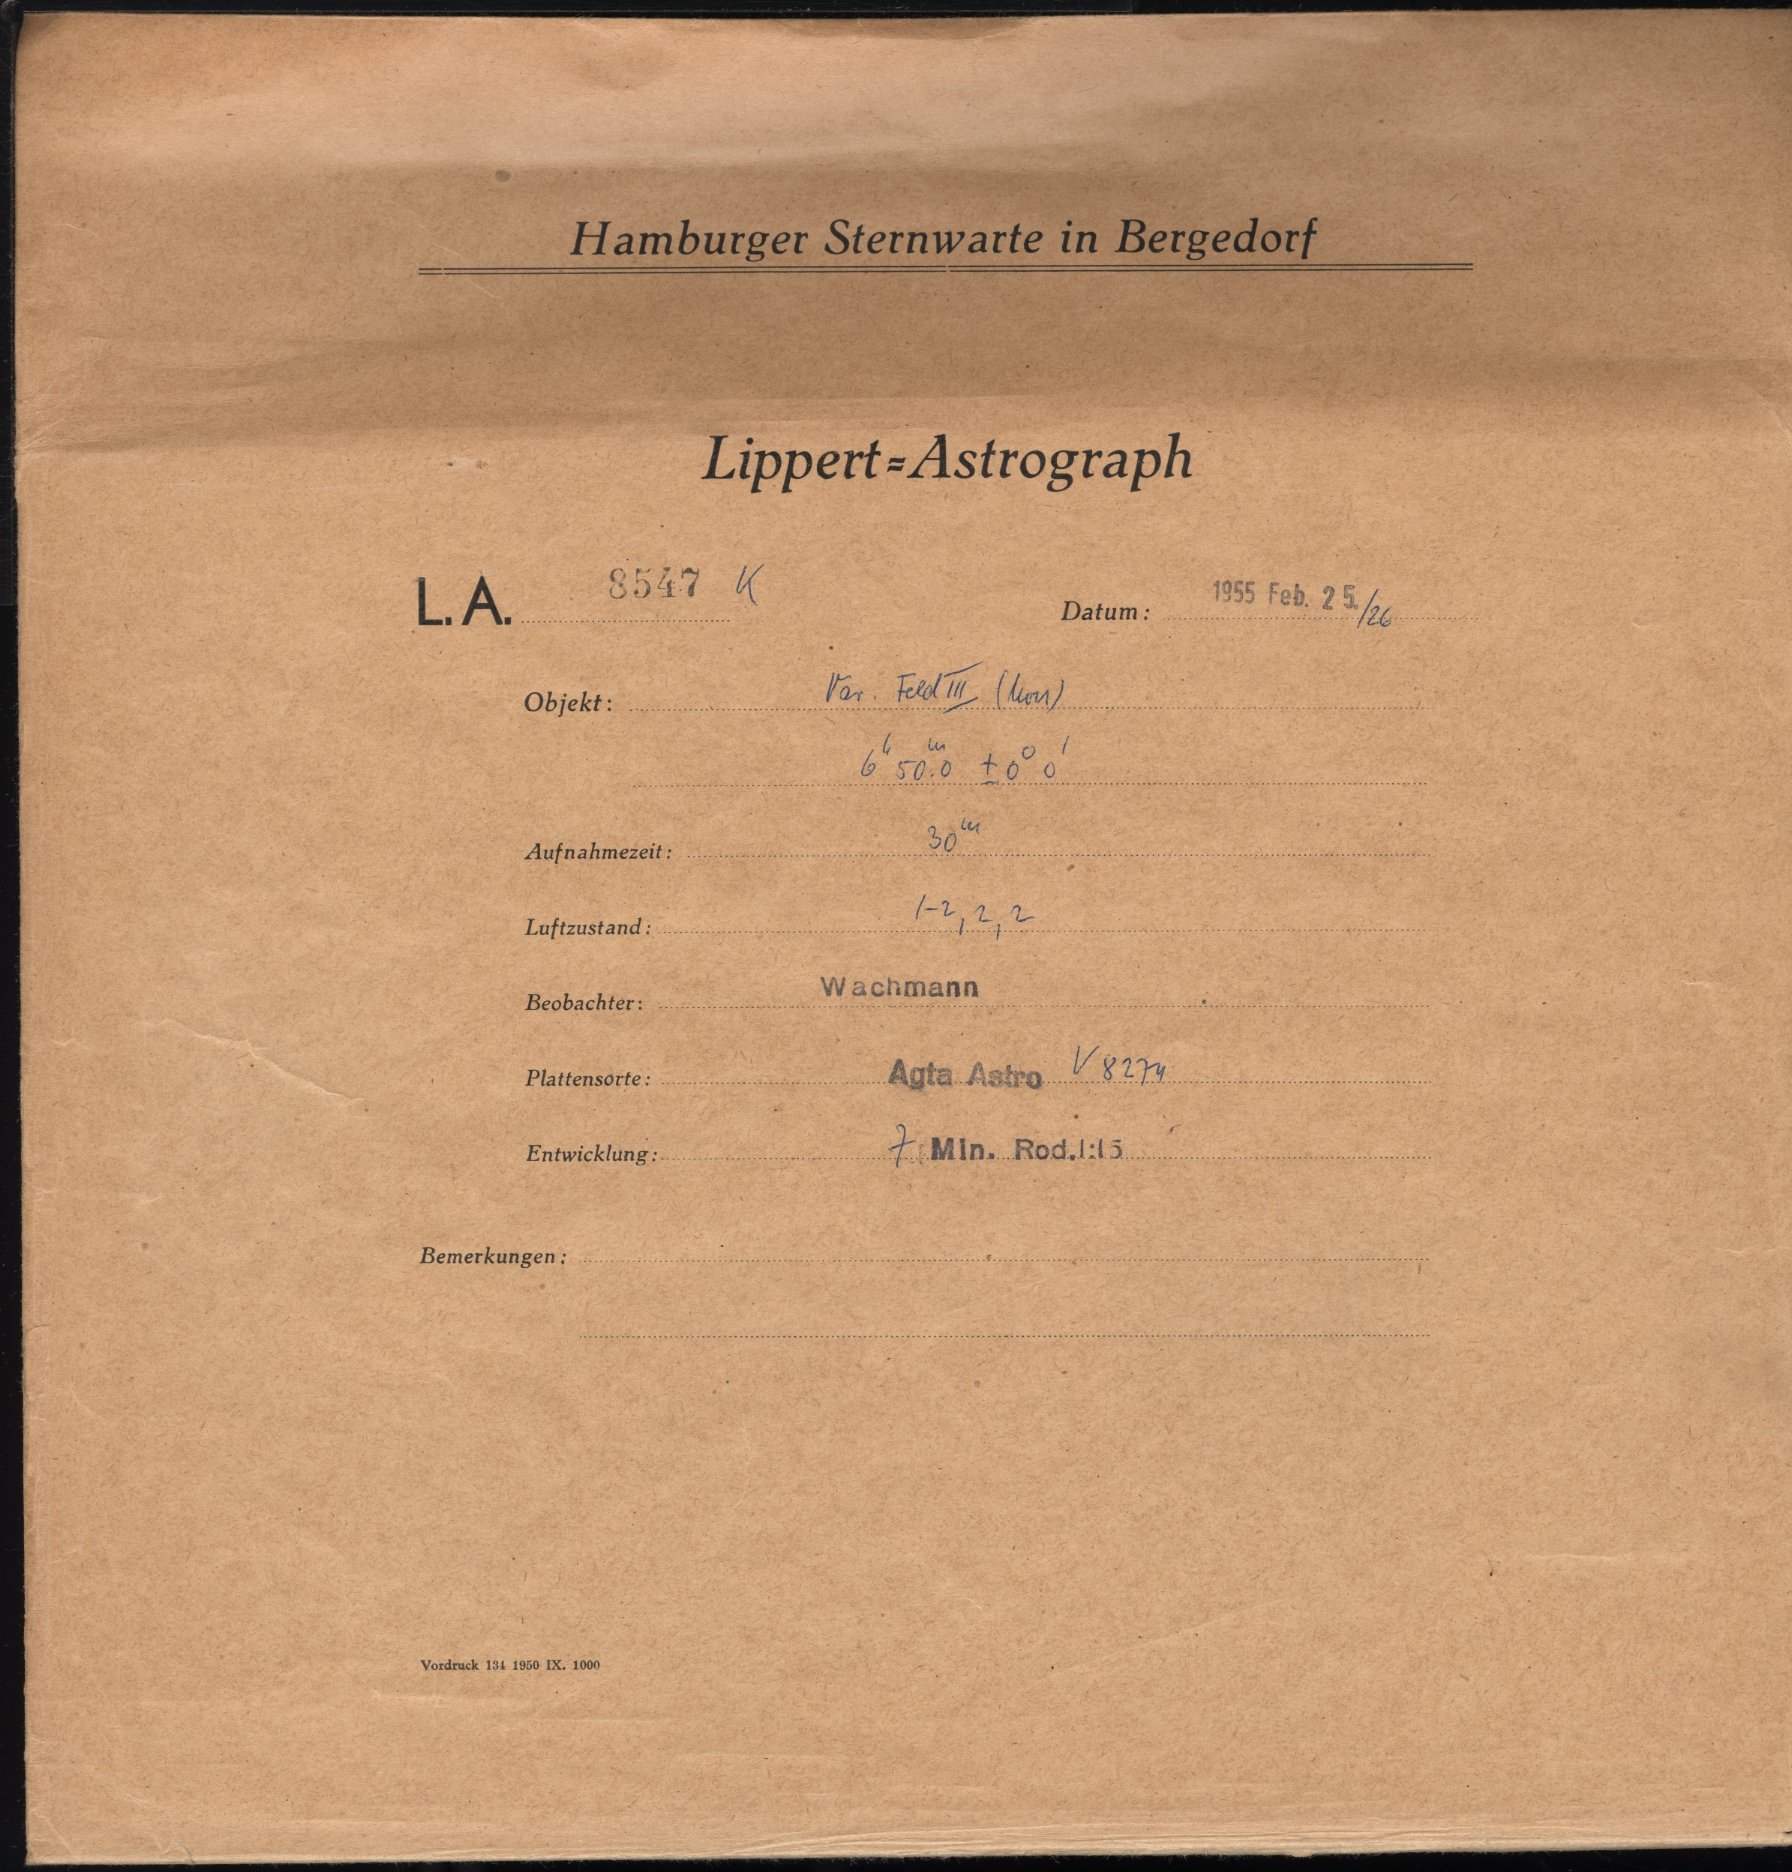 Hamburger Sternwarte in Bergedorf
Lippert=Astrograph
L. A. 8547 K
Datum: 1955 Feb. 25./26
Objekt: Var. Feld III (Mon)
6ʰ 50ᵐ.0 ±0° 0'
Aufnahmezeit: 30ᵐ
Luftzustand: 1-2, 2, 2
Beobachter: Wachmann
Plattensorte: Agfa Astro V 8274
Entwicklung: 7 Min. Rod. 1:15
Bemerkungen:
Vordruck 134 1950 IX. 1000